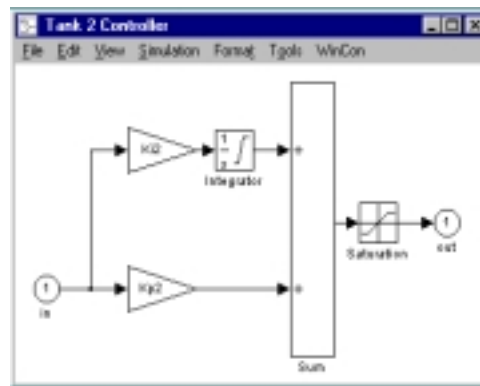 Tank 2 Controller
File Edit View Simulation Format Tools WinCon
Ki2
1
Integrator
+
1
Saturation
out
1
in
Kp2
+
Sum